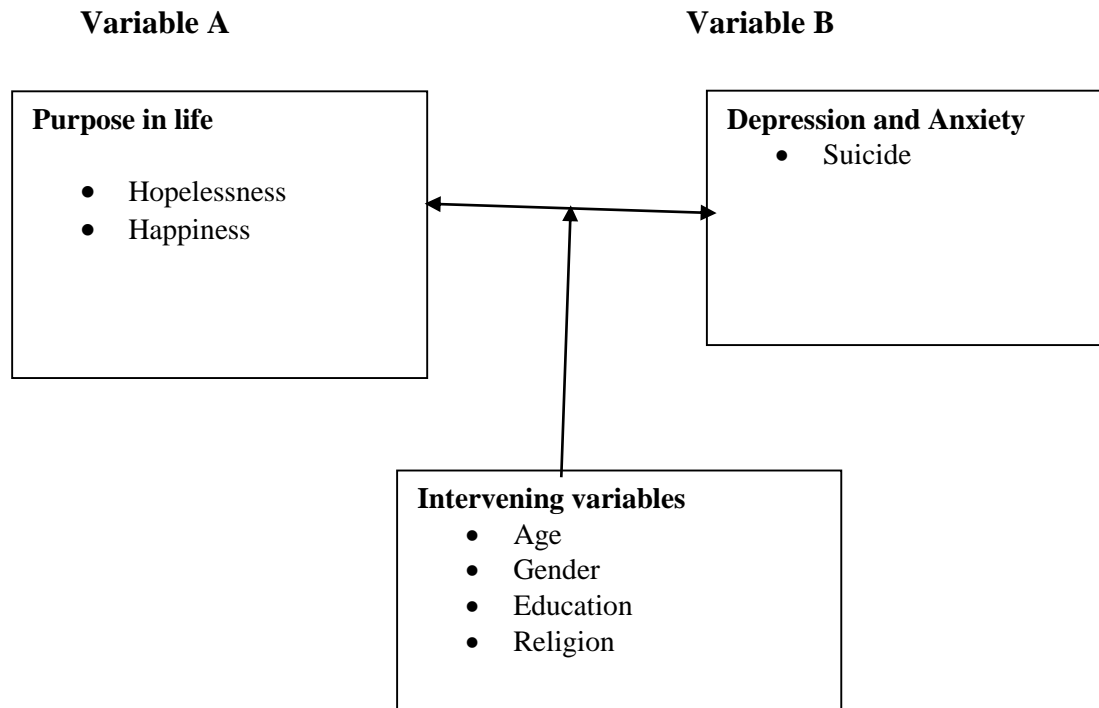 Variable A
Variable B
Purpose in life
• Hopelessness
• Happiness
Depression and Anxiety
• Suicide
Intervening variables
• Age
• Gender
• Education
• Religion